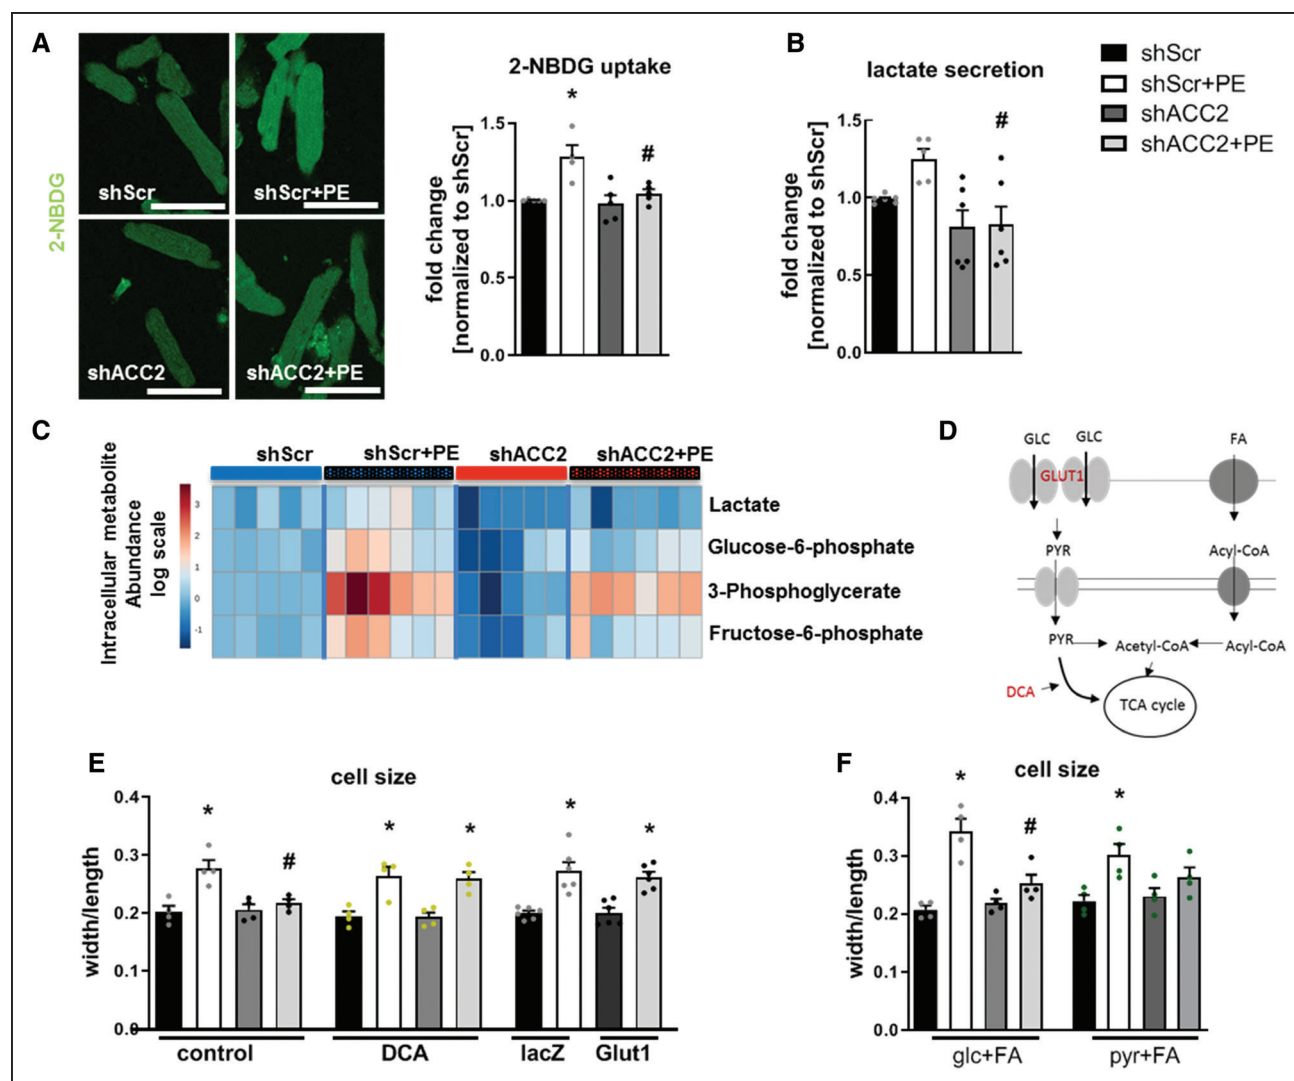 A
2-NBDG
shScr
shScr+PE
shACC2
shACC2+PE
2-NBDG uptake
fold change
[normalized to shScr]
1.5
1.0
0.5
0.0
*
#
B
lactate secretion
fold change
[normalized to shScr]
1.5
1.0
0.5
0.0
#
shScr
shScr+PE
shACC2
shACC2+PE
C
shScr
shScr+PE
shACC2
shACC2+PE
Intracellular metabolite
Abundance
log scale
3
2
1
0
-1
Lactate
Glucose-6-phosphate
3-Phosphoglycerate
Fructose-6-phosphate
D
GLC
GLC
FA
GLUT1
PYR
Acyl-CoA
PYR
Acetyl-CoA
Acyl-CoA
DCA
TCA cycle
E
cell size
width/length
0.4
0.3
0.2
0.1
0.0
*
#
*
*
*
*
control
DCA
lacZ
Glut1
F
cell size
width/length
0.4
0.3
0.2
0.1
0.0
*
#
*
glc+FA
pyr+FA